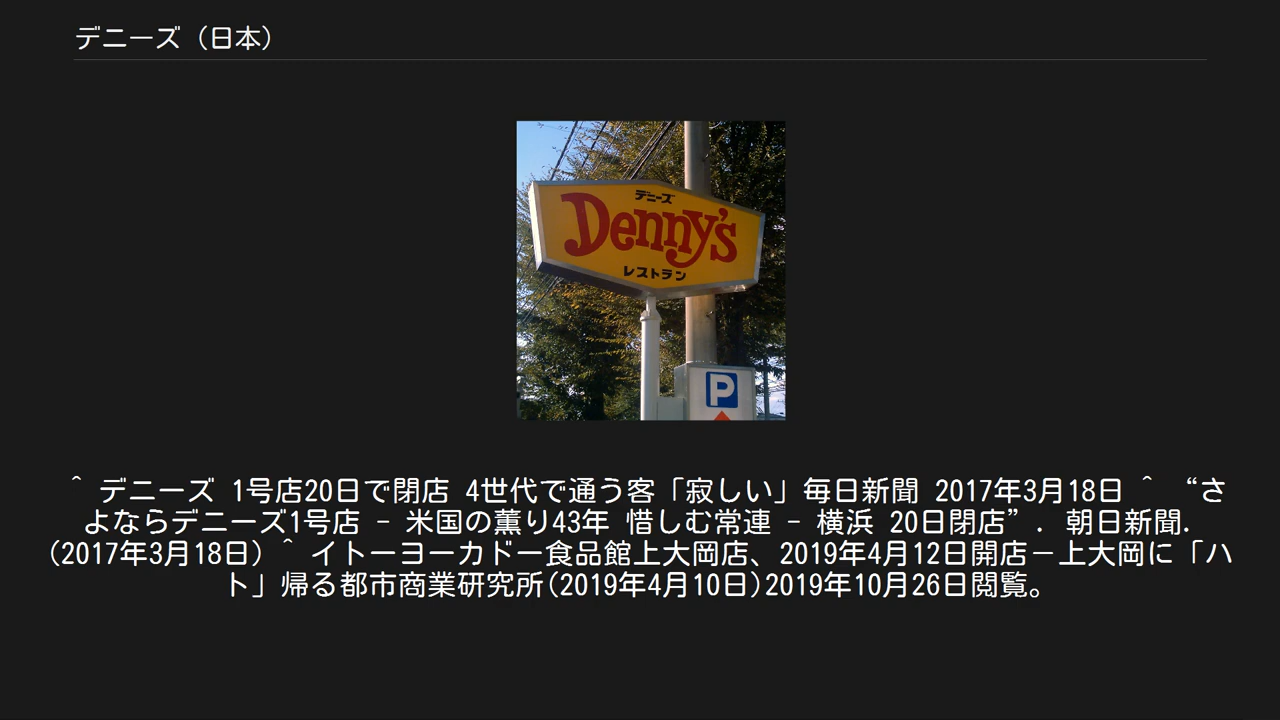 デニーズ（日本）
デニーズ
Denny's
レストラン
P
^ デニーズ 1号店20日で閉店 4世代で通う客「寂しい」毎日新聞 2017年3月18日 ^ “さ
よならデニーズ1号店 - 米国の薫り43年 惜しむ常連 - 横浜 20日閉店”. 朝日新聞.
(2017年3月18日) ^ イトーヨーカドー食品館上大岡店、2019年4月12日開店－上大岡に「ハ
ト」帰る都市商業研究所(2019年4月10日)2019年10月26日閲覧。